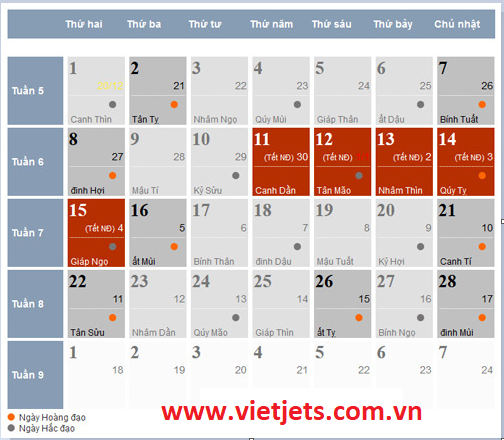 Thứ hai Thứ ba Thứ tư Thứ năm Thứ sáu Thứ bảy Chủ nhật
Tuần 5
1 20/12 Canh Thìn
2 21 Tân Tỵ
3 22 Nhâm Ngọ
4 23 Qúy Mùi
5 24 Giáp Thân
6 25 ất Dậu
7 26 Bính Tuất
Tuần 6
8 27 đinh Hợi
9 28 Mậu Tí
10 29 Kỷ Sửu
11 (Tết NĐ) 30 Canh Dần
12 (Tết NĐ) Tân Mão
13 (Tết NĐ) 2 Nhâm Thìn
14 (Tết NĐ) 3 Qúy Tỵ
Tuần 7
15 (Tết NĐ) 4 Giáp Ngọ
16 5 ất Mùi
17 6 Bính Thân
18 7 đinh Dậu
19 8 Mậu Tuất
20 9 Kỷ Hợi
21 10 Canh Tí
Tuần 8
22 11 Tân Sửu
23 12 Nhâm Dần
24 13 Qúy Mão
25 14 Giáp Thìn
26 15 ất Tỵ
27 16 Bính Ngọ
28 17 đinh Mùi
Tuần 9
1 18
2 19
3 20
4 21
5 22
6 23
7 24
Ngày Hoàng đạo
Ngày Hắc đạo
www.vietjets.com.vn